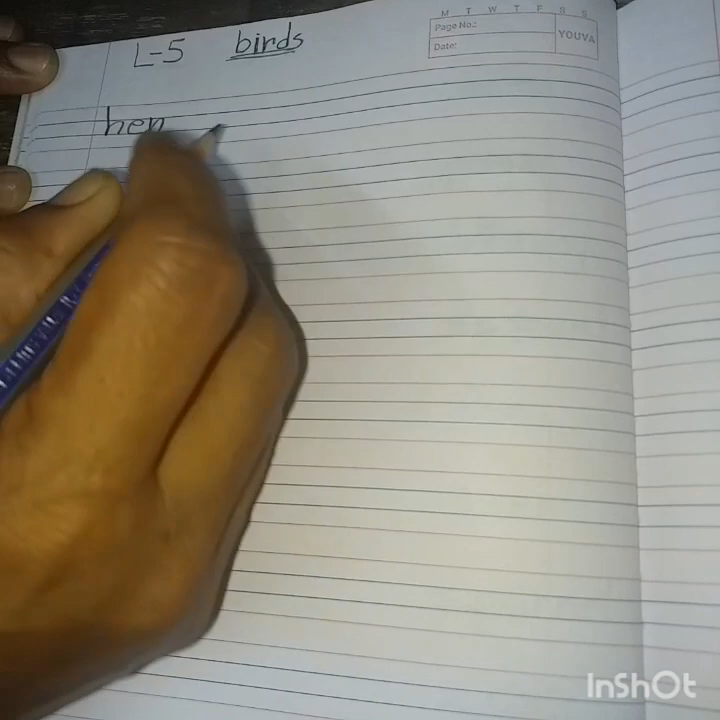 M T W T F S S
Page No.:
YOUVA
Date:
L-5 birds
hen
InShOt